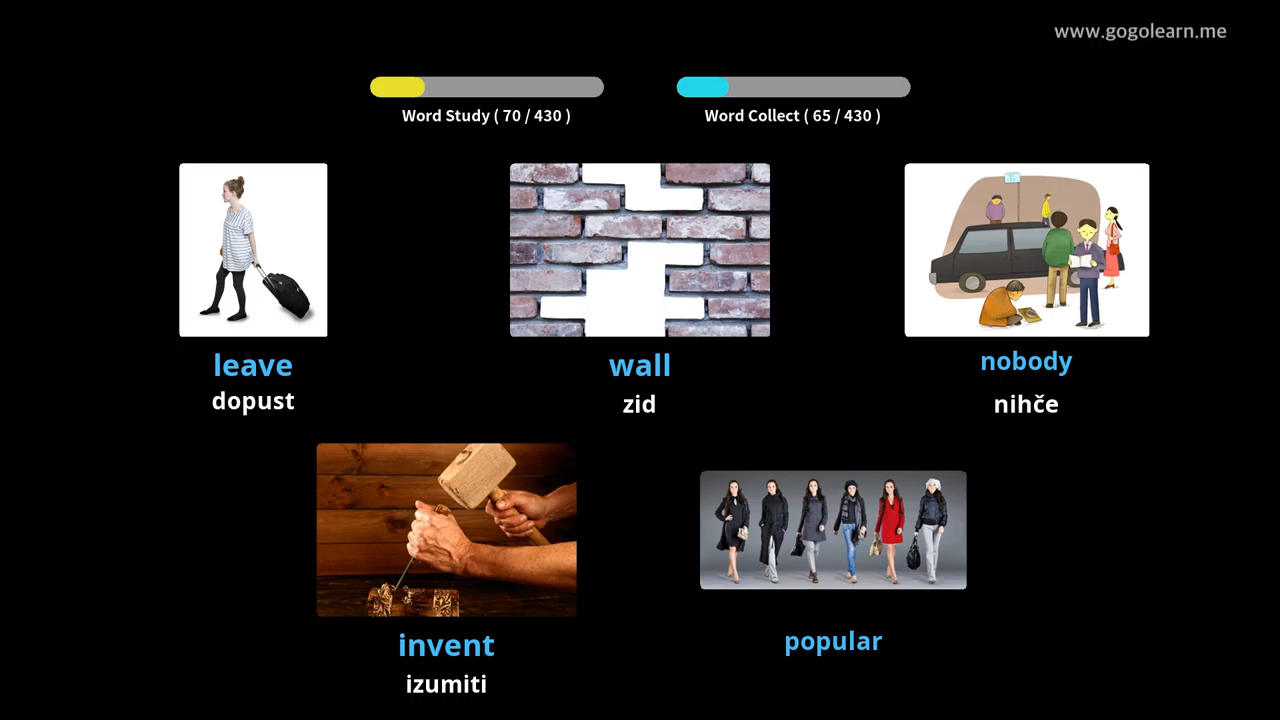 www.gogolearn.me
Word Study ( 70 / 430 )
Word Collect ( 65 / 430 )
leave
dopust
wall
zid
nobody
nihče
invent
izumiti
popular